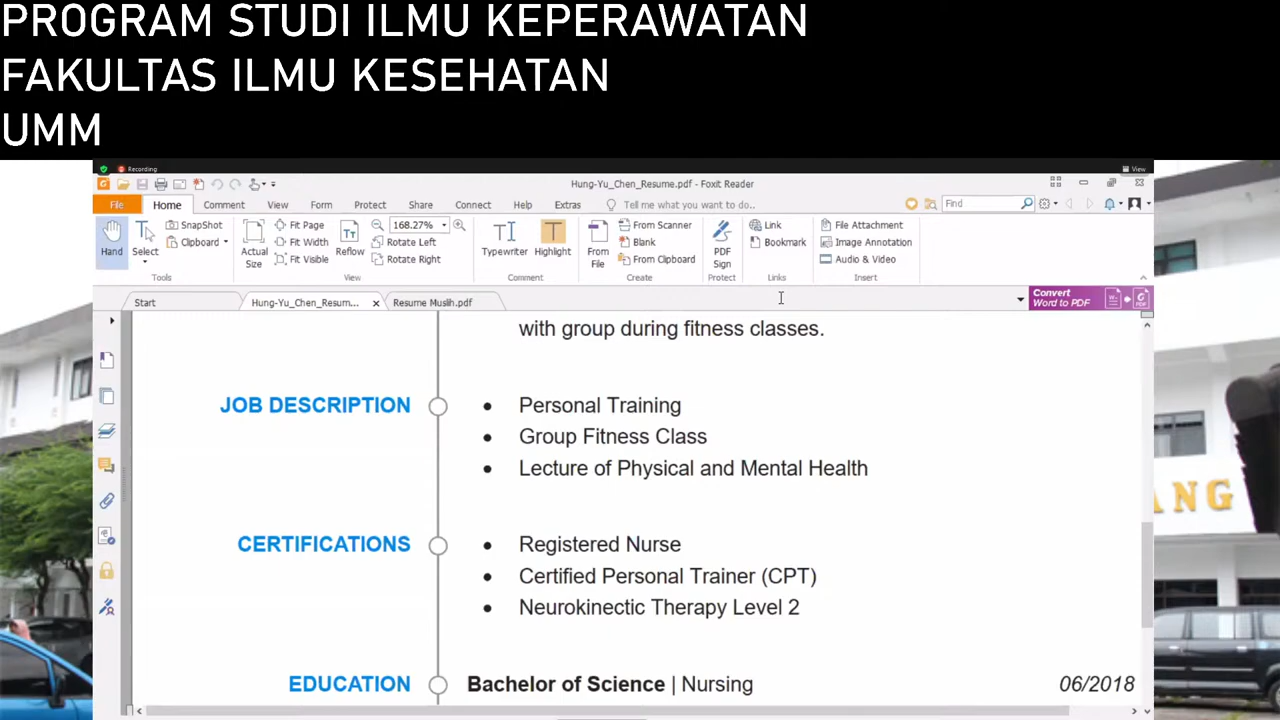 PROGRAM STUDI ILMU KEPERAWATAN
FAKULTAS ILMU KESEHATAN
UMM
Recording
View
Hung-Yu_Chen_Resume.pdf - Foxit Reader
File Home Comment View Form Protect Share Connect Help Extras Tell me what you want to do.. Find
Hand
Select
SnapShot
Clipboard
Tools
Actual Size
Fit Page
Fit Width
Fit Visible
Reflow
168.27%
Rotate Left
Rotate Right
View
Typewriter
Highlight
Comment
From File
From Scanner
Blank
From Clipboard
Create
PDF Sign
Protect
Link
Bookmark
Links
File Attachment
Image Annotation
Audio & Video
Insert
Start Hung-Yu_Chen_Resum... Resume Muslih.pdf
Convert
Word to PDF
with group during fitness classes.
JOB DESCRIPTION
• Personal Training
• Group Fitness Class
• Lecture of Physical and Mental Health
CERTIFICATIONS
• Registered Nurse
• Certified Personal Trainer (CPT)
• Neurokinectic Therapy Level 2
EDUCATION
Bachelor of Science | Nursing 06/2018
ANG